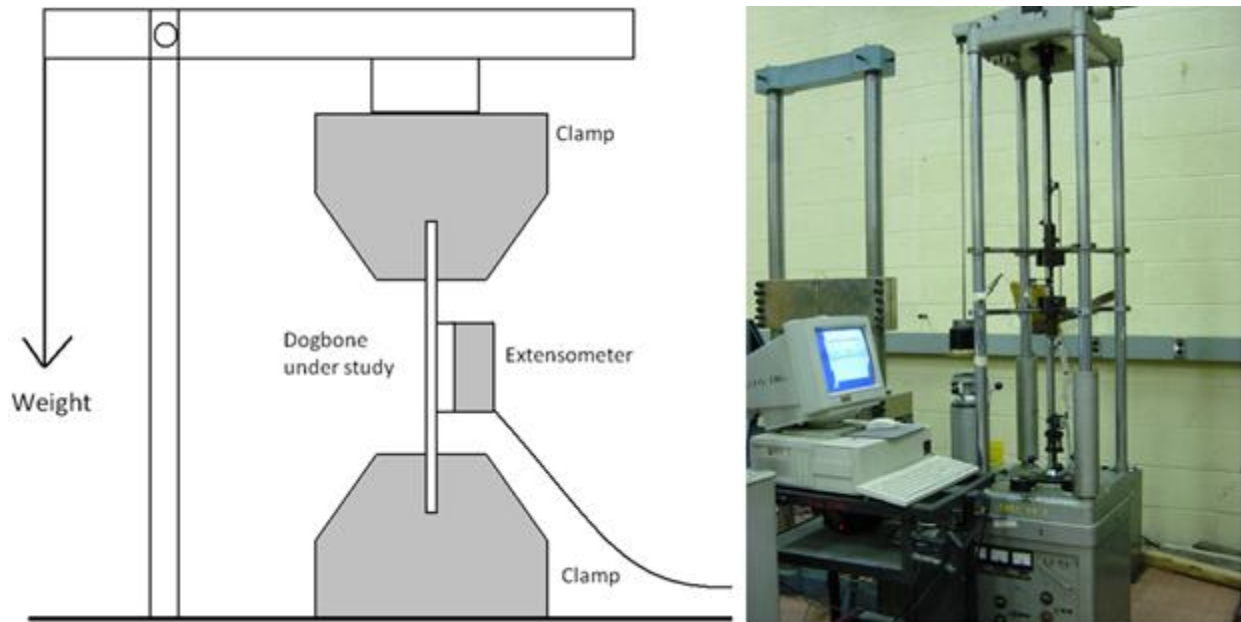 Clamp
Dogbone
under study
Extensometer
Weight
Clamp